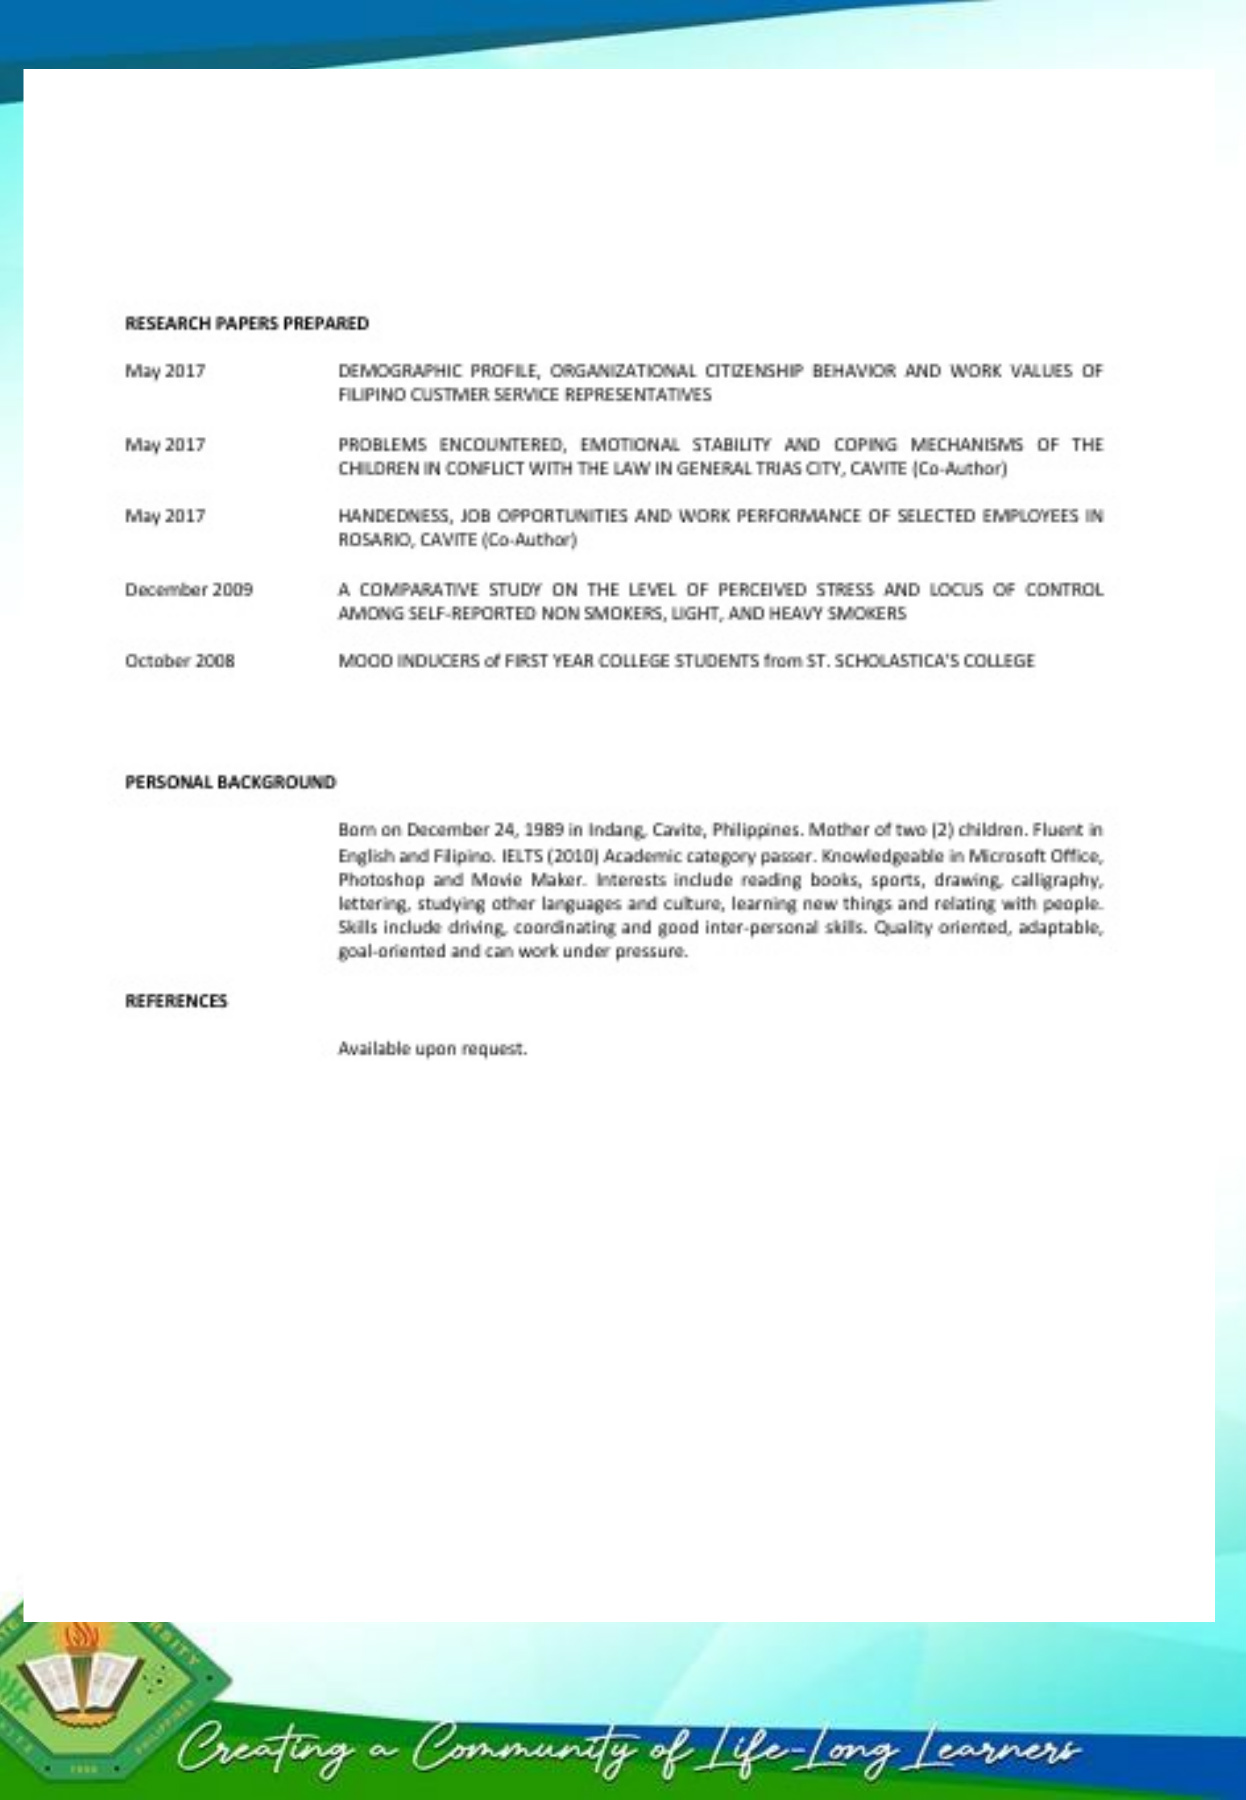 RESEARCH PAPERS PREPARED
May 2017 DEMOGRAPHIC PROFILE, ORGANIZATIONAL CITIZENSHIP BEHAVIOR AND WORK VALUES OF
FILIPINO CUSTMER SERVICE REPRESENTATIVES
May 2017 PROBLEMS ENCOUNTERED, EMOTIONAL STABILITY AND COPING MECHANISMS OF THE
CHILDREN IN CONFLICT WITH THE LAW IN GENERAL TRIAS CITY, CAVITE (Co-Author)
May 2017 HANDEDNESS, JOB OPPORTUNITIES AND WORK PERFORMANCE OF SELECTED EMPLOYEES IN
ROSARIO, CAVITE (Co-Author)
December 2009 A COMPARATIVE STUDY ON THE LEVEL OF PERCEIVED STRESS AND LOCUS OF CONTROL
AMONG SELF-REPORTED NON SMOKERS, LIGHT, AND HEAVY SMOKERS
October 2008 MOOD INDUCERS of FIRST YEAR COLLEGE STUDENTS from ST. SCHOLASTICA'S COLLEGE
PERSONAL BACKGROUND
Born on December 24, 1989 in Indang, Cavite, Philippines. Mother of two (2) children. Fluent in
English and Filipino. IELTS (2010) Academic category passer. Knowledgeable in Microsoft Office,
Photoshop and Movie Maker. Interests include reading books, sports, drawing, calligraphy,
lettering, studying other languages and culture, learning new things and relating with people.
Skills include driving, coordinating and good inter-personal skills. Quality oriented, adaptable,
goal-oriented and can work under pressure.
REFERENCES
Available upon request.
Creating a Community of Life-Long Learners